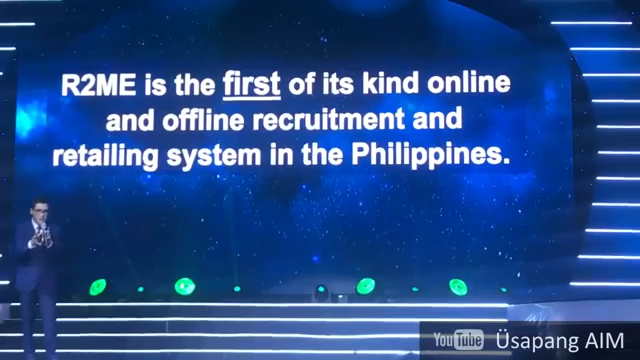 R2ME is the first of its kind online
and offline recruitment and
retailing system in the Philippines.
YouTube Üsapang AIM